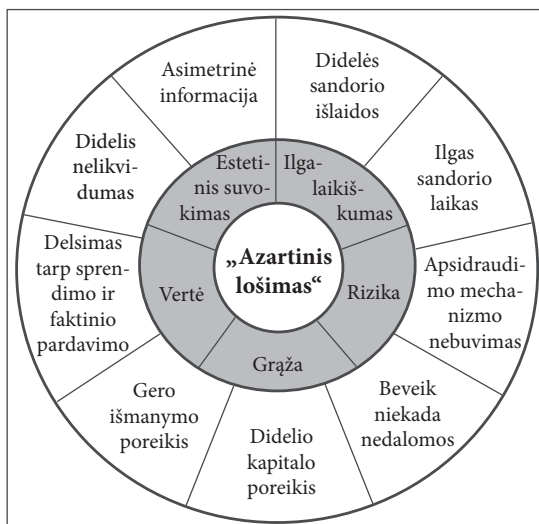 Asimetrinė
informacija
Didelės
sandorio
išlaidos
Ilgas
sandorio
laikas
Apsidraudi-
mo mecha-
nizmo
nebuvimas
Beveik
niekada
nedalomos
Didelio
kapitalo
poreikis
Gero
išmanymo
poreikis
Delsimas
tarp spren-
dimo ir
faktinio
pardavimo
Didelis
nelikvi-
dumas
Esteti-
nis suvo-
kimas
Ilga-
laikiš-
kumas
Rizika
Grąža
Vertė
„Azartinis
lošimas“